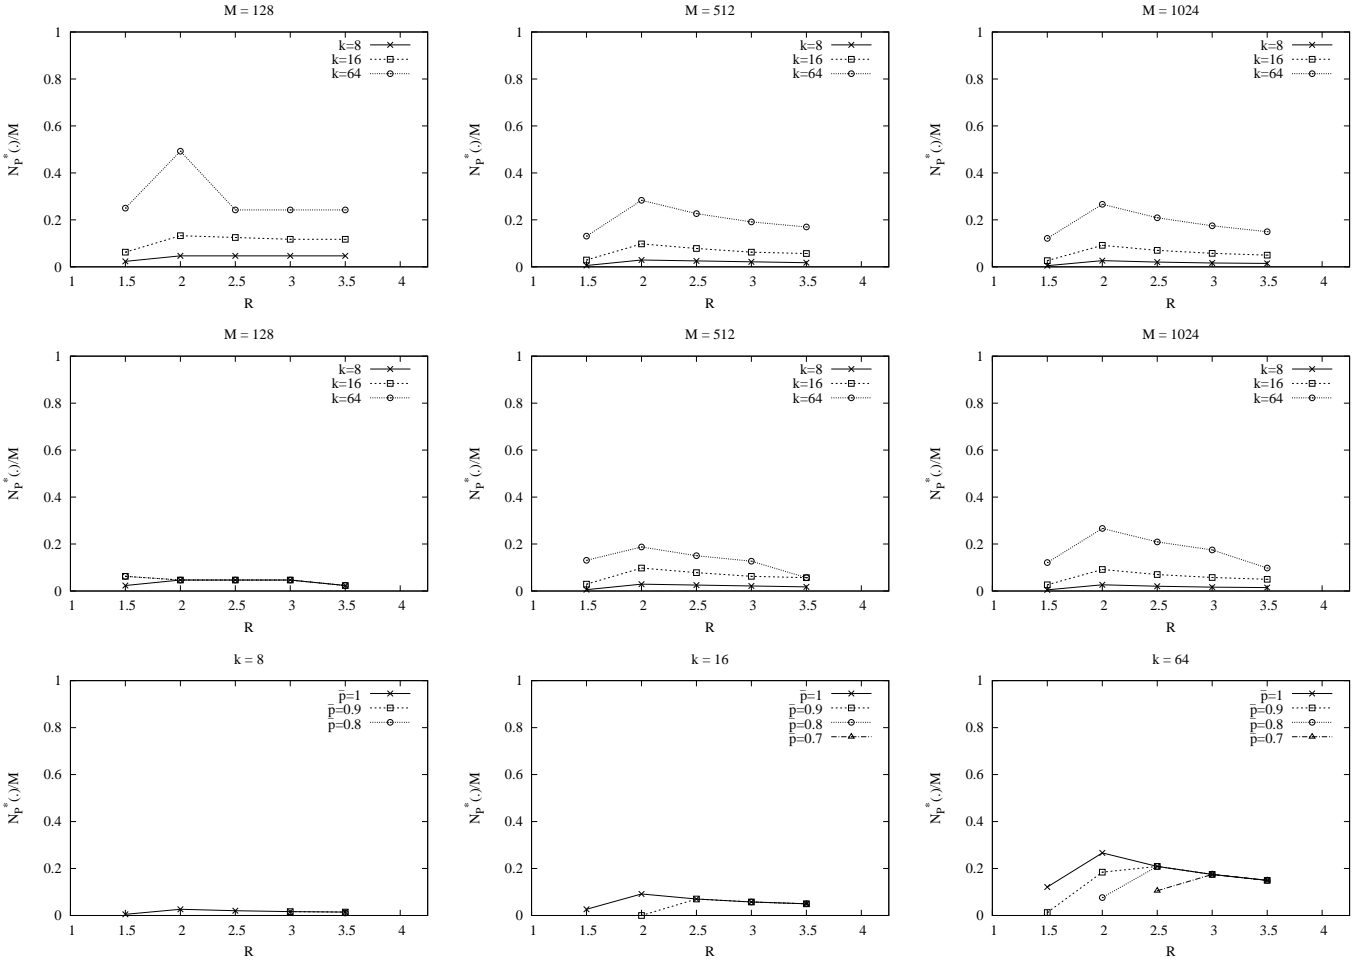 M = 128
1
0.8
0.6
0.4
0.2
0
1
1.5
2
2.5
3
3.5
4
N_P^*(.)/M
R
k=8
k=16
k=64
M = 512
1
0.8
0.6
0.4
0.2
0
1
1.5
2
2.5
3
3.5
4
N_P^*(.)/M
R
k=8
k=16
k=64
M = 1024
1
0.8
0.6
0.4
0.2
0
1
1.5
2
2.5
3
3.5
4
N_P^*(.)/M
R
k=8
k=16
k=64
M = 128
1
0.8
0.6
0.4
0.2
0
1
1.5
2
2.5
3
3.5
4
N_P^*(.)/M
R
k=8
k=16
k=64
M = 512
1
0.8
0.6
0.4
0.2
0
1
1.5
2
2.5
3
3.5
4
N_P^*(.)/M
R
k=8
k=16
k=64
M = 1024
1
0.8
0.6
0.4
0.2
0
1
1.5
2
2.5
3
3.5
4
N_P^*(.)/M
R
k=8
k=16
k=64
k = 8
1
0.8
0.6
0.4
0.2
0
1
1.5
2
2.5
3
3.5
4
N_P^*(.)/M
R
p̄=1
p̄=0.9
p̄=0.8
k = 16
1
0.8
0.6
0.4
0.2
0
1
1.5
2
2.5
3
3.5
4
N_P^*(.)/M
R
p̄=1
p̄=0.9
p̄=0.8
p̄=0.7
k = 64
1
0.8
0.6
0.4
0.2
0
1
1.5
2
2.5
3
3.5
4
N_P^*(.)/M
R
p̄=1
p̄=0.9
p̄=0.8
p̄=0.7